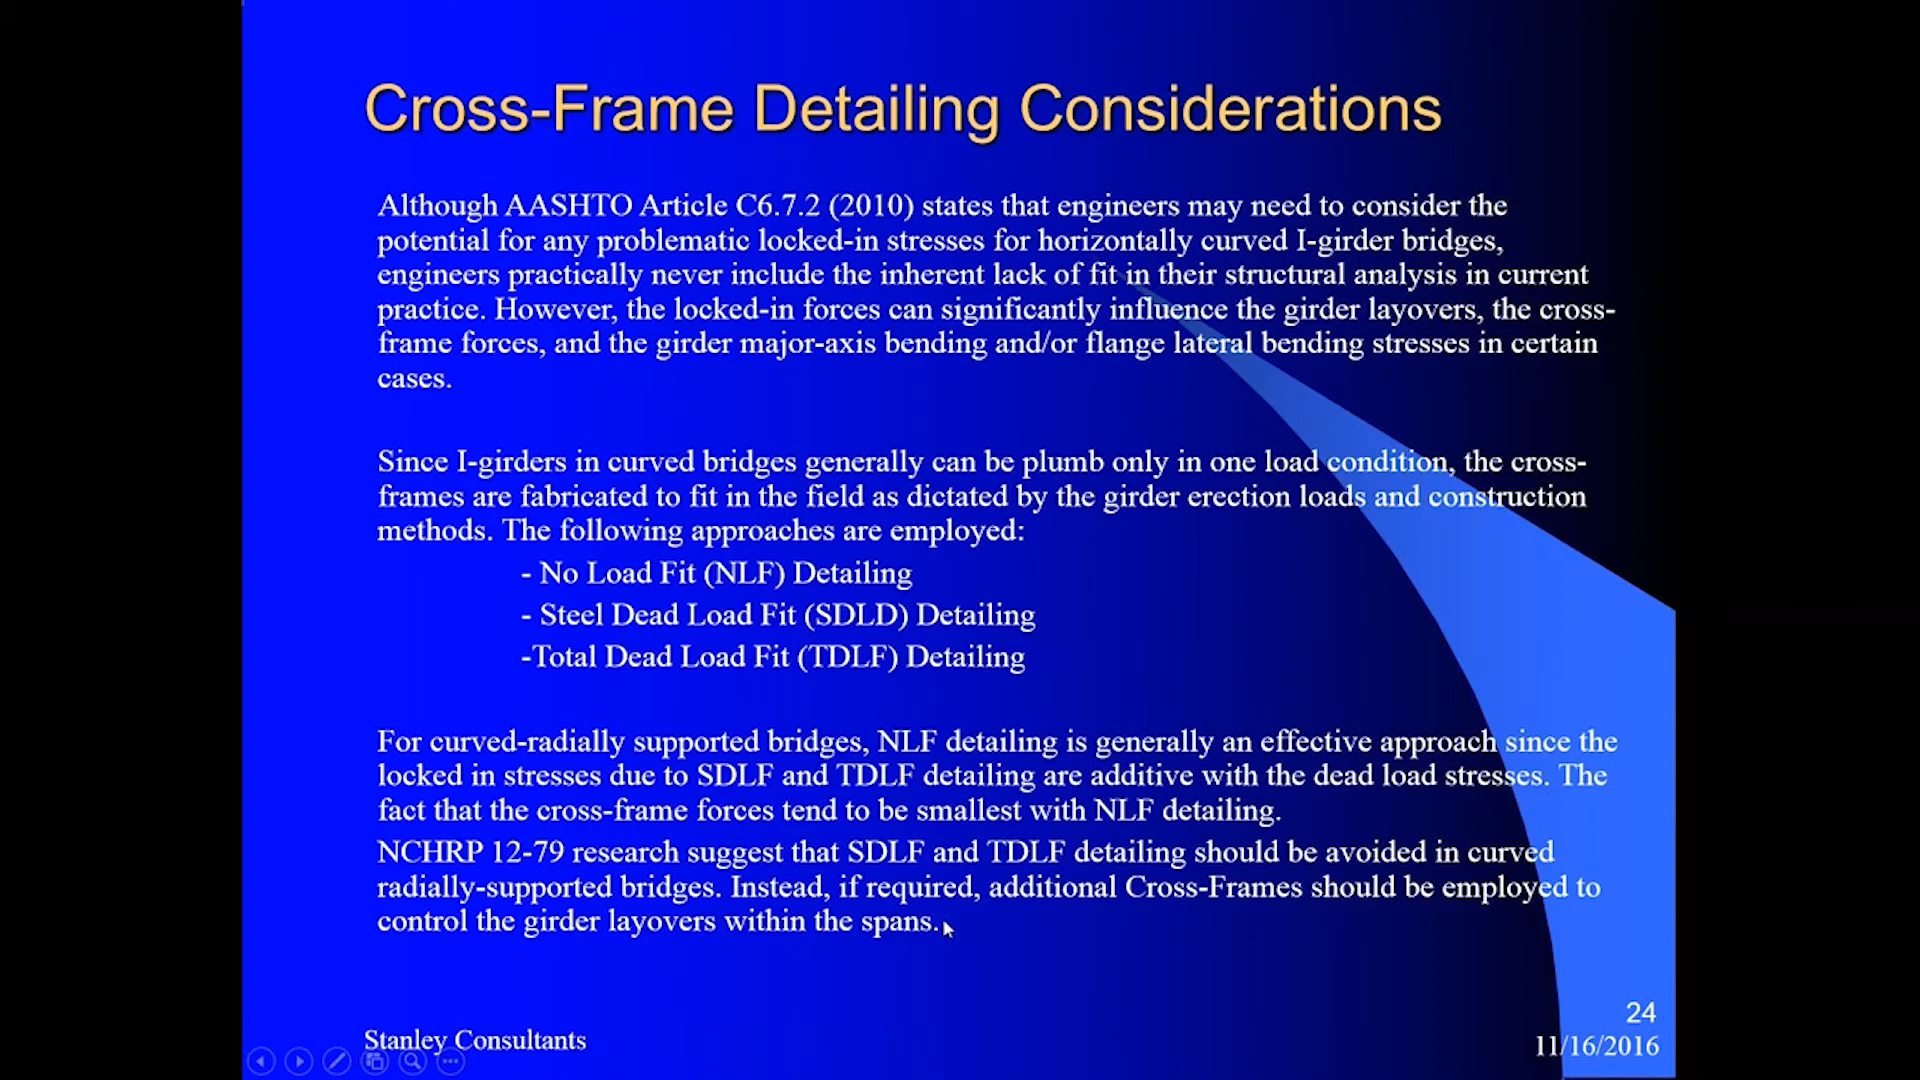 Cross-Frame Detailing Considerations
Although AASHTO Article C6.7.2 (2010) states that engineers may need to consider the
potential for any problematic locked-in stresses for horizontally curved I-girder bridges,
engineers practically never include the inherent lack of fit in their structural analysis in current
practice. However, the locked-in forces can significantly influence the girder layovers, the cross-
frame forces, and the girder major-axis bending and/or flange lateral bending stresses in certain
cases.
Since I-girders in curved bridges generally can be plumb only in one load condition, the cross-
frames are fabricated to fit in the field as dictated by the girder erection loads and construction
methods. The following approaches are employed:
- No Load Fit (NLF) Detailing
- Steel Dead Load Fit (SDLD) Detailing
-Total Dead Load Fit (TDLF) Detailing
For curved-radially supported bridges, NLF detailing is generally an effective approach since the
locked in stresses due to SDLF and TDLF detailing are additive with the dead load stresses. The
fact that the cross-frame forces tend to be smallest with NLF detailing.
NCHRP 12-79 research suggest that SDLF and TDLF detailing should be avoided in curved
radially-supported bridges. Instead, if required, additional Cross-Frames should be employed to
control the girder layovers within the spans.
24
Stanley Consultants
11/16/2016